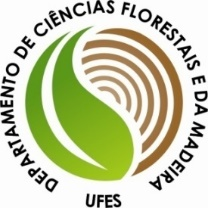 DEPARTAMENTO DE CIÊNCIAS FLORESTAIS E DA MADEIRA
UFES